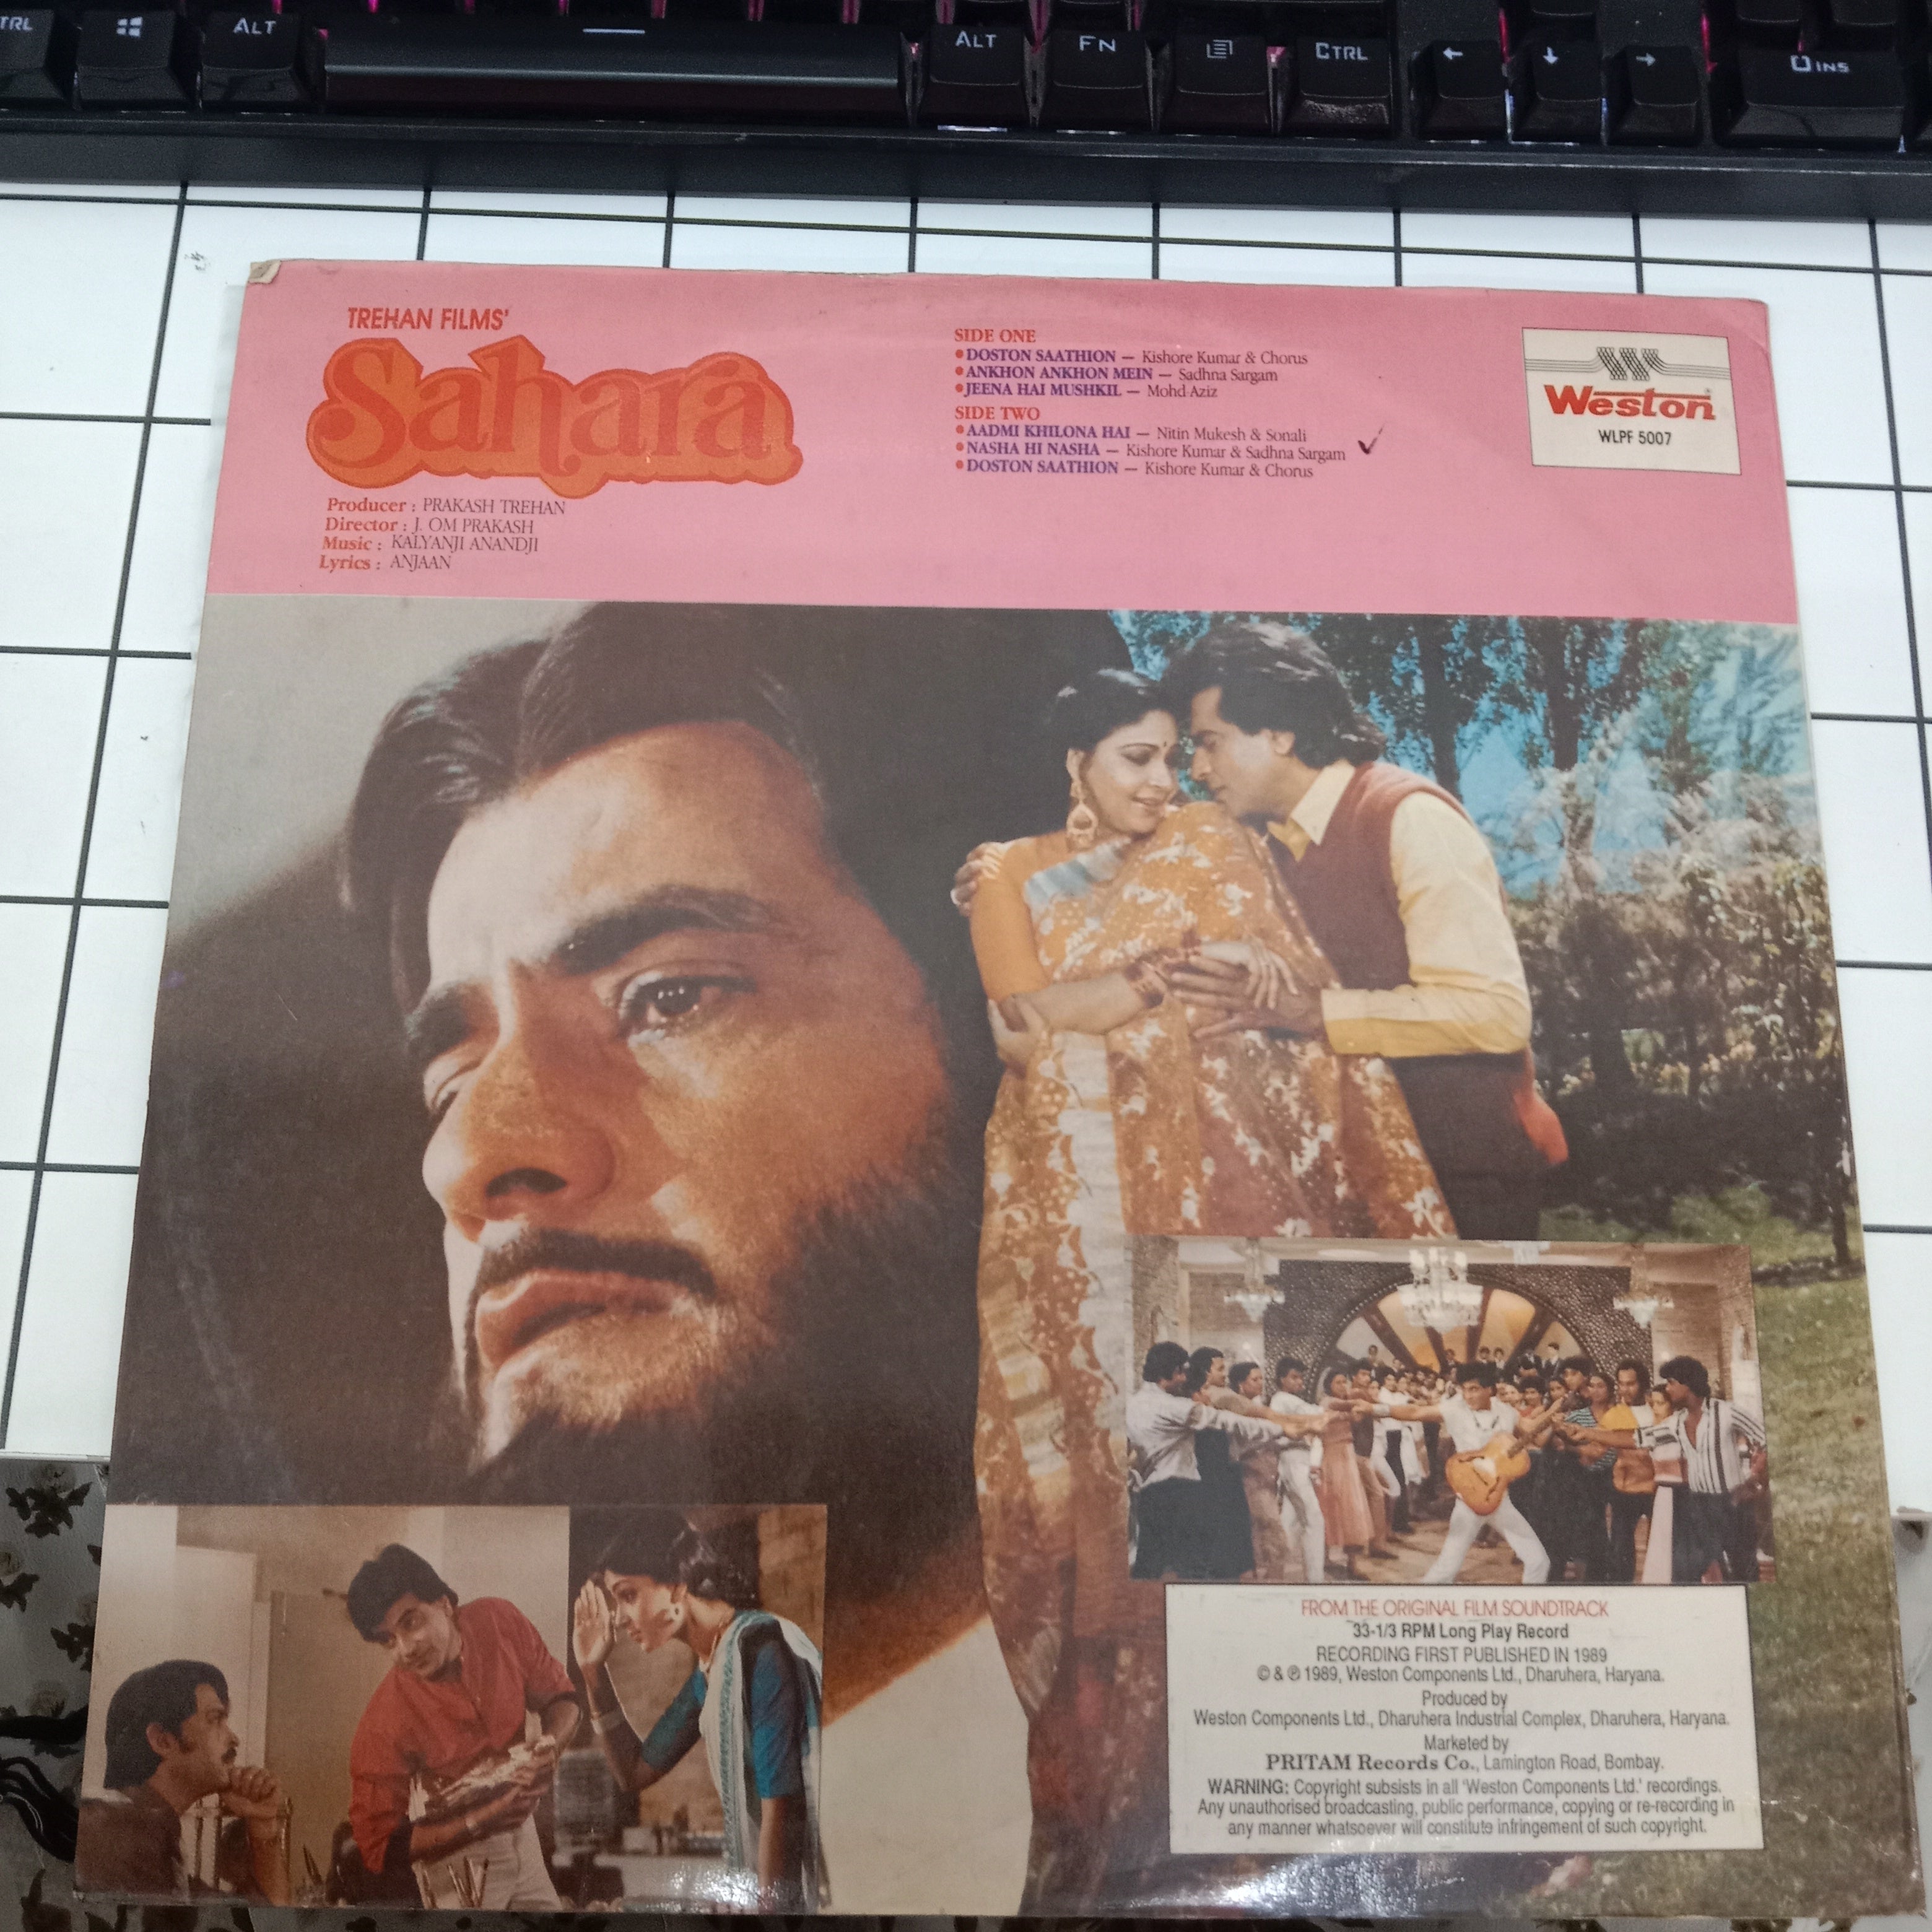 CTRL
ALT
ALT
FN
CTRL
INS
TREHAN FILMS'
Sahara
Producer : PRAKASH TREHAN
Director : J. OM PRAKASH
Music : KALYANJI ANANDJI
Lyrics : ANJAAN
SIDE ONE
• DOSTON SAATHION — Kishore Kumar & Chorus
• ANKHON ANKHON MEIN — Sadhna Sargam
• JEENA HAI MUSHKIL — Mohd Aziz
SIDE TWO
• AADMI KHILONA HAI — Nitin Mukesh & Sonali
• NASHA HI NASHA — Kishore Kumar & Sadhna Sargam
• DOSTON SAATHION — Kishore Kumar & Chorus
Weston®
WLPF 5007
FROM THE ORIGINAL FILM SOUNDTRACK
33-1/3 RPM Long Play Record
RECORDING FIRST PUBLISHED IN 1989
© & ℗ 1989, Weston Components Ltd., Dharuhera, Haryana.
Produced by
Weston Components Ltd., Dharuhera Industrial Complex, Dharuhera, Haryana.
Marketed by
PRITAM Records Co., Lamington Road, Bombay.
WARNING: Copyright subsists in all 'Weston Components Ltd.' recordings.
Any unauthorised broadcasting, public performance, copying or re-recording in
any manner whatsoever will constitute infringement of such copyright.